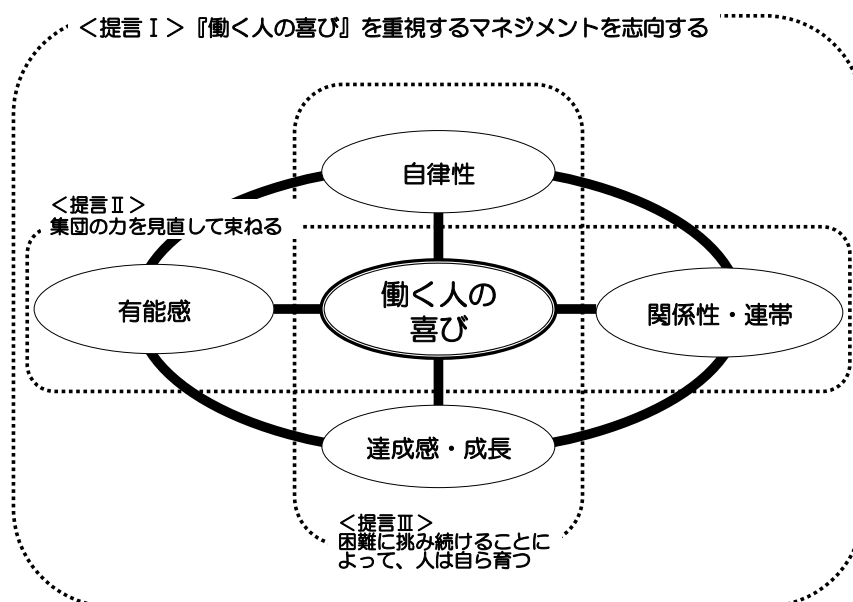 ＜提言Ⅰ＞『働く人の喜び』を重視するマネジメントを志向する
自律性
＜提言Ⅱ＞
集団の力を見直して束ねる
有能感
働く人の
喜び
関係性・連帯
達成感・成長
＜提言Ⅲ＞
困難に挑み続けることに
よって、人は自ら育つ